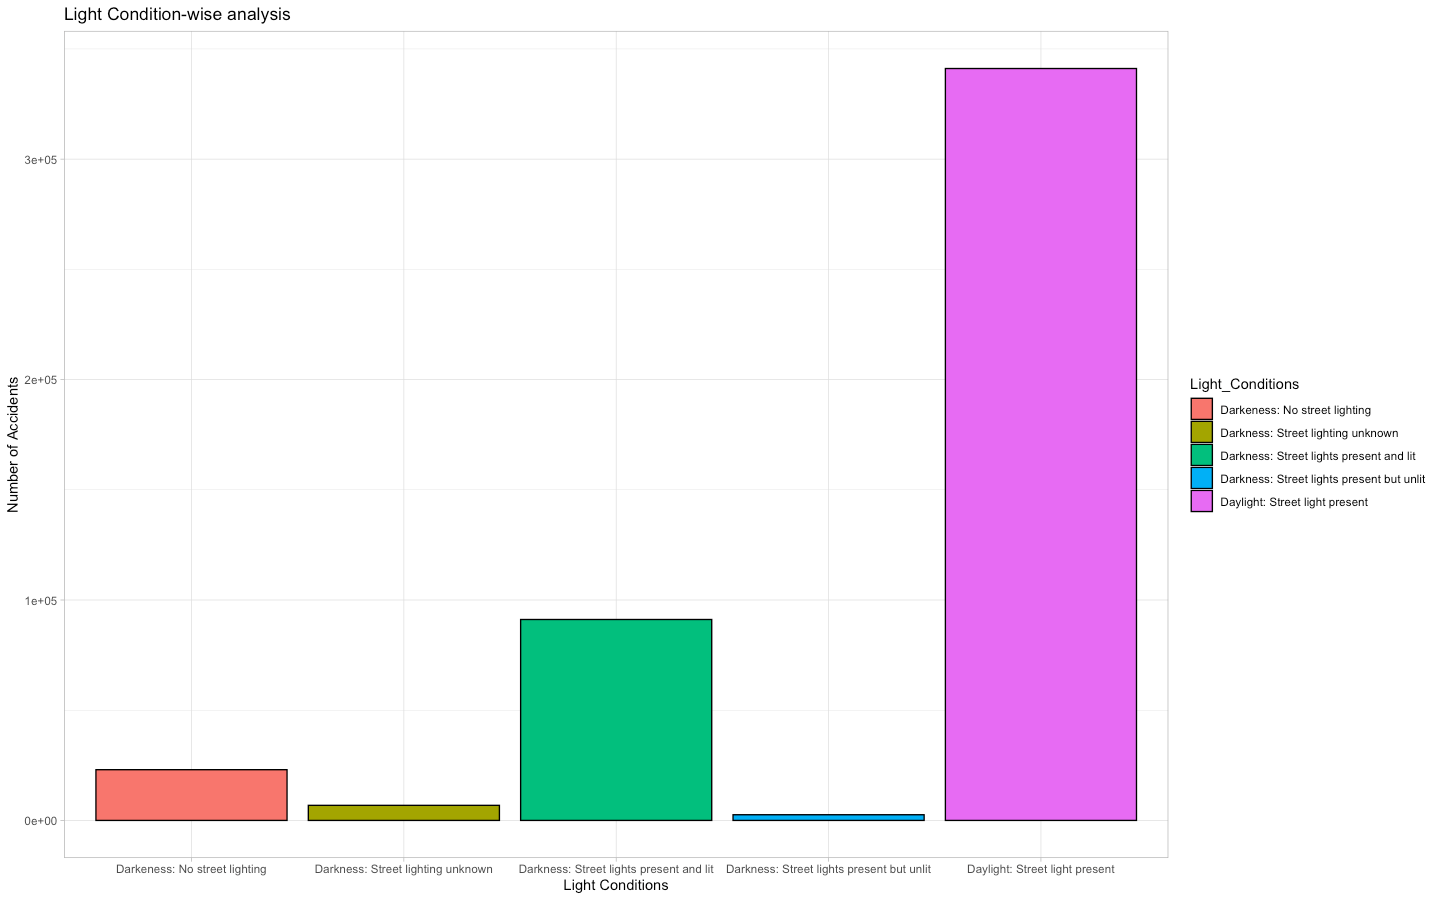 Light Condition-wise analysis
Number of Accidents
3e+05
2e+05
1e+05
0e+00
Darkeness: No street lighting
Darkness: Street lighting unknown
Darkness: Street lights present and lit
Darkness: Street lights present but unlit
Daylight: Street light present
Light Conditions
Light_Conditions
Darkeness: No street lighting
Darkness: Street lighting unknown
Darkness: Street lights present and lit
Darkness: Street lights present but unlit
Daylight: Street light present